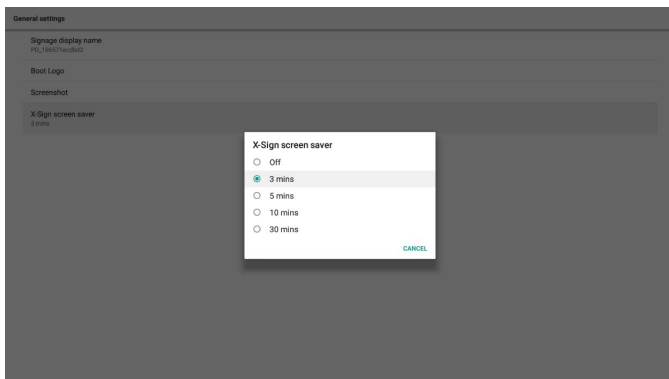 General settings
Signage display name
Boot Logo
Screenshot
X-Sign screen saver
3 mins
X-Sign screen saver
Off
3 mins
5 mins
10 mins
30 mins
CANCEL